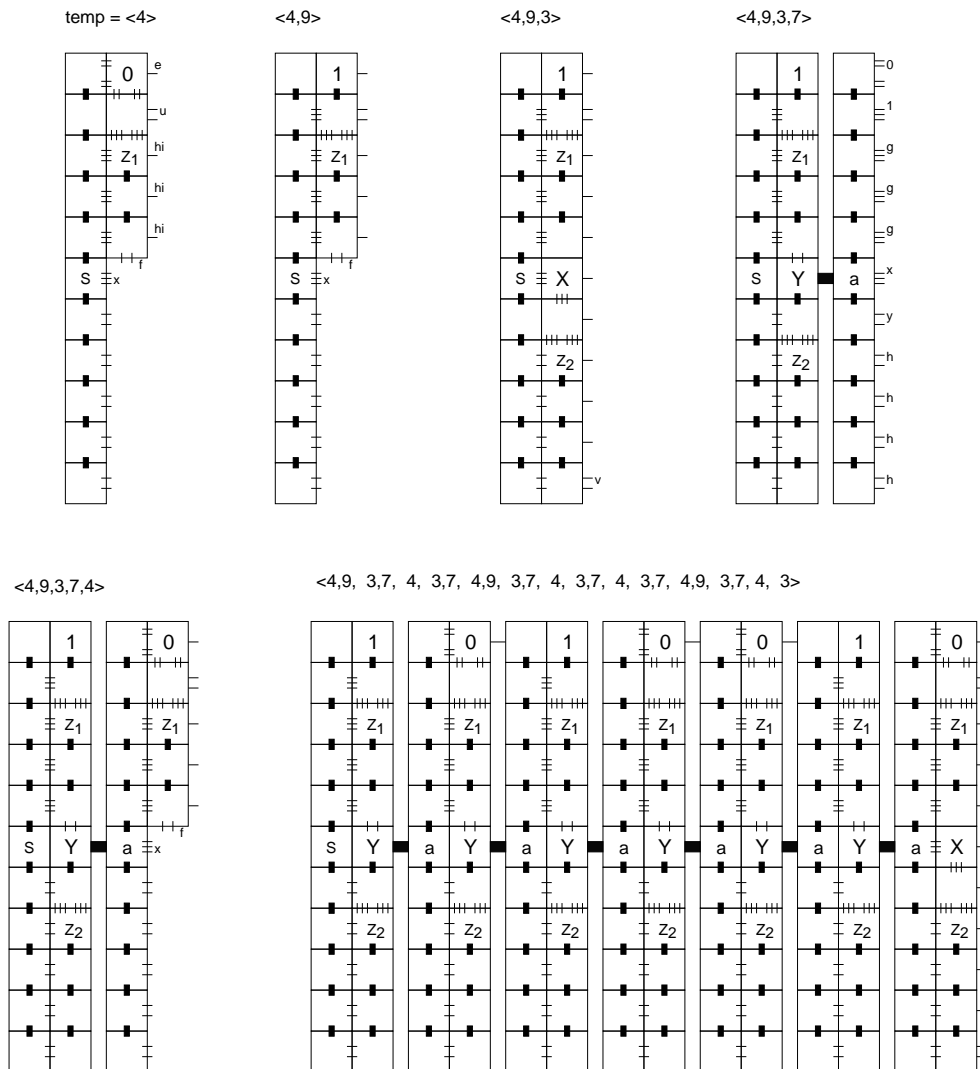 temp = <4> <4,9> <4,9,3> <4,9,3,7>
0 e 1 1 1 0
u 1
Z1 hi Z1 Z1 Z1 g
hi g
hi g
f f
S x S x S X S Y a x
y
Z2 Z2 h
h
h
v h
<4,9,3,7,4> <4,9, 3,7, 4, 3,7, 4,9, 3,7, 4, 3,7, 4, 3,7, 4,9, 3,7, 4, 3>
1 0 1 0 1 0 0 1 0
Z1 Z1 Z1 Z1 Z1 Z1 Z1 Z1 Z1
f
S Y a x S Y a Y a Y a Y a Y a Y a X
Z2 Z2 Z2 Z2 Z2 Z2 Z2 Z2